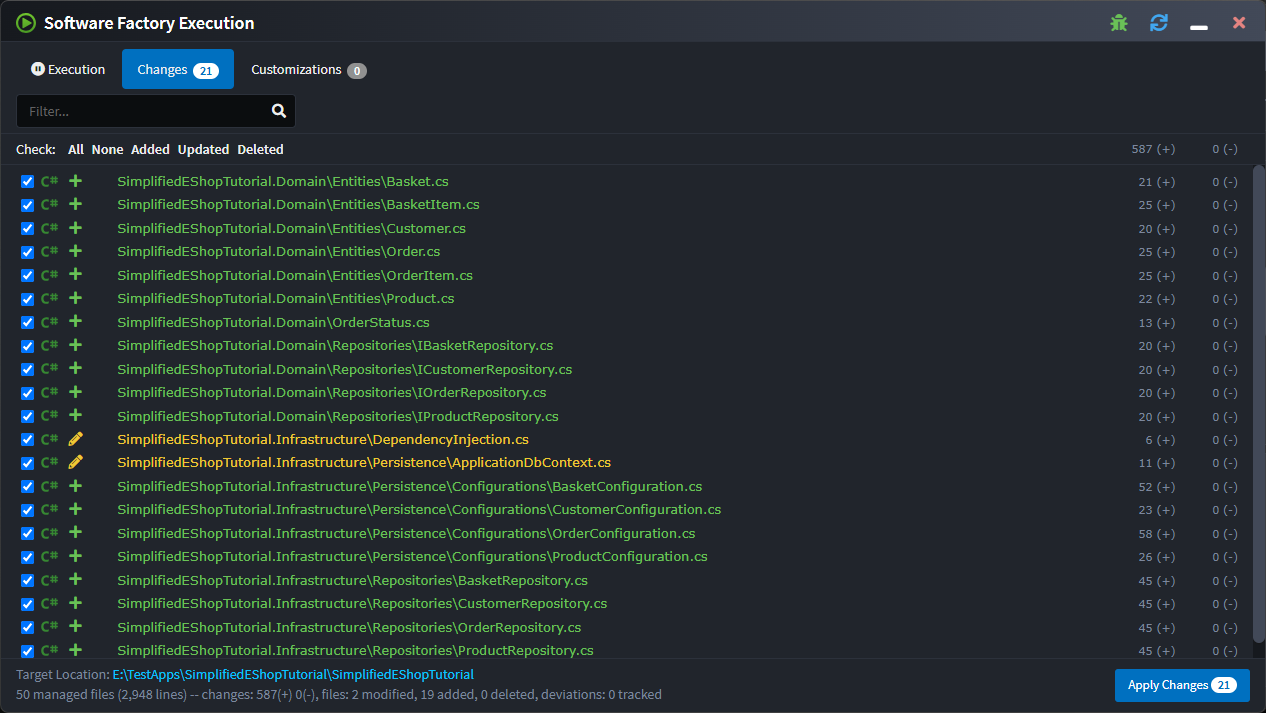 Software Factory Execution
Execution Changes 21 Customizations 0
Filter...
Check: All None Added Updated Deleted 587 (+) 0 (-)
C# SimplifiedEShopTutorial.Domain\Entities\Basket.cs 21 (+) 0 (-)
C# SimplifiedEShopTutorial.Domain\Entities\BasketItem.cs 25 (+) 0 (-)
C# SimplifiedEShopTutorial.Domain\Entities\Customer.cs 20 (+) 0 (-)
C# SimplifiedEShopTutorial.Domain\Entities\Order.cs 25 (+) 0 (-)
C# SimplifiedEShopTutorial.Domain\Entities\OrderItem.cs 25 (+) 0 (-)
C# SimplifiedEShopTutorial.Domain\Entities\Product.cs 22 (+) 0 (-)
C# SimplifiedEShopTutorial.Domain\OrderStatus.cs 13 (+) 0 (-)
C# SimplifiedEShopTutorial.Domain\Repositories\IBasketRepository.cs 20 (+) 0 (-)
C# SimplifiedEShopTutorial.Domain\Repositories\ICustomerRepository.cs 20 (+) 0 (-)
C# SimplifiedEShopTutorial.Domain\Repositories\IOrderRepository.cs 20 (+) 0 (-)
C# SimplifiedEShopTutorial.Domain\Repositories\IProductRepository.cs 20 (+) 0 (-)
C# SimplifiedEShopTutorial.Infrastructure\DependencyInjection.cs 6 (+) 0 (-)
C# SimplifiedEShopTutorial.Infrastructure\Persistence\ApplicationDbContext.cs 11 (+) 0 (-)
C# SimplifiedEShopTutorial.Infrastructure\Persistence\Configurations\BasketConfiguration.cs 52 (+) 0 (-)
C# SimplifiedEShopTutorial.Infrastructure\Persistence\Configurations\CustomerConfiguration.cs 23 (+) 0 (-)
C# SimplifiedEShopTutorial.Infrastructure\Persistence\Configurations\OrderConfiguration.cs 58 (+) 0 (-)
C# SimplifiedEShopTutorial.Infrastructure\Persistence\Configurations\ProductConfiguration.cs 26 (+) 0 (-)
C# SimplifiedEShopTutorial.Infrastructure\Repositories\BasketRepository.cs 45 (+) 0 (-)
C# SimplifiedEShopTutorial.Infrastructure\Repositories\CustomerRepository.cs 45 (+) 0 (-)
C# SimplifiedEShopTutorial.Infrastructure\Repositories\OrderRepository.cs 45 (+) 0 (-)
C# SimplifiedEShopTutorial.Infrastructure\Repositories\ProductRepository.cs 45 (+) 0 (-)
Target Location: E:\TestApps\SimplifiedEShopTutorial\SimplifiedEShopTutorial
50 managed files (2,948 lines) -- changes: 587(+) 0(-), files: 2 modified, 19 added, 0 deleted, deviations: 0 tracked
Apply Changes 21